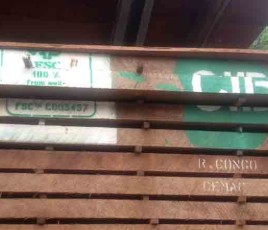 FSC
100 %
From well-
FSC® C005457
CIB
R. CONGO
CEMAC